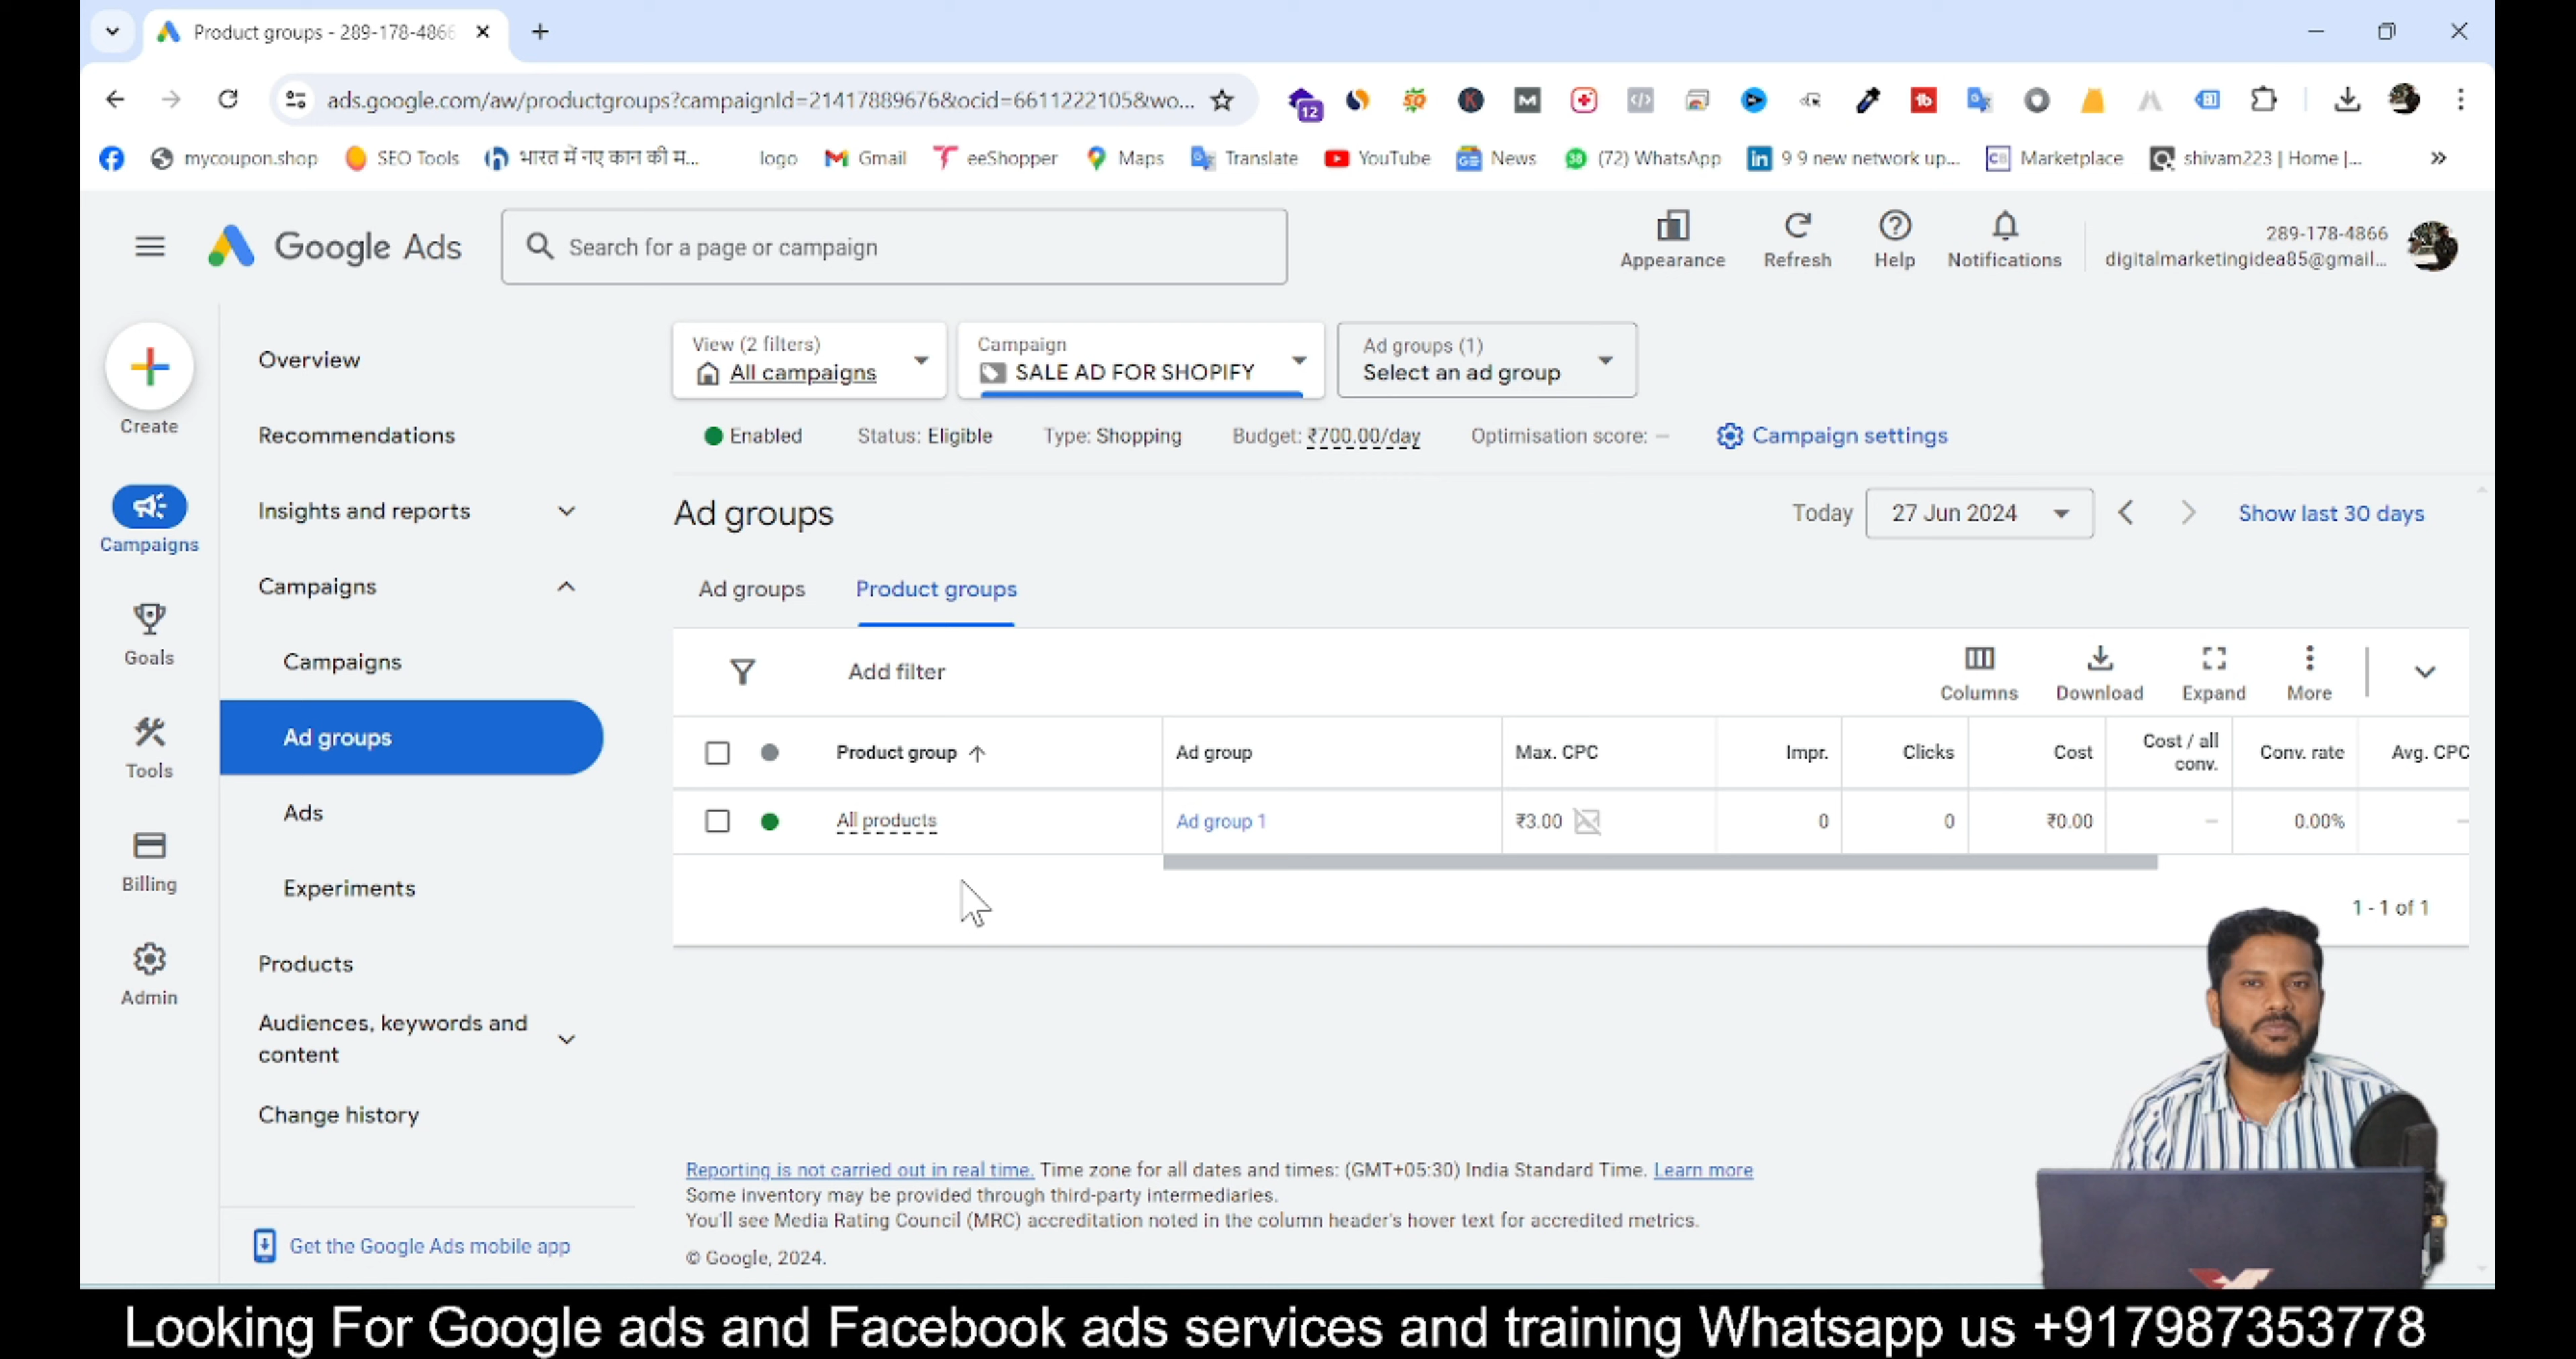 Product groups - 289-178-4866
ads.google.com/aw/productgroups?campaignId=21417889676&ocid=6611222105&wo...
12
mycoupon.shop
SEO Tools
भारत में नए कान की म...
logo
Gmail
eeShopper
Maps
Translate
YouTube
News
(72) WhatsApp
9 9 new network up...
Marketplace
shivam223 | Home |...
Google Ads
Search for a page or campaign
Appearance
Refresh
Help
Notifications
289-178-4866
digitalmarketingidea85@gmail...
Create
Campaigns
Goals
Tools
Billing
Admin
Overview
Recommendations
Insights and reports
Campaigns
Campaigns
Ad groups
Ads
Experiments
Products
Audiences, keywords and
content
Change history
Get the Google Ads mobile app
View (2 filters)
All campaigns
Campaign
SALE AD FOR SHOPIFY
Ad groups (1)
Select an ad group
Enabled
Status: Eligible
Type: Shopping
Budget: ₹700.00/day
Optimisation score: –
Campaign settings
Ad groups
Today
27 Jun 2024
Show last 30 days
Ad groups
Product groups
Add filter
Columns
Download
Expand
More
Product group
Ad group
Max. CPC
Impr.
Clicks
Cost
Cost / all
conv.
Conv. rate
Avg. CPC
All products
Ad group 1
₹3.00
0
0
₹0.00
–
0.00%
–
1 - 1 of 1
Reporting is not carried out in real time. Time zone for all dates and times: (GMT+05:30) India Standard Time. Learn more
Some inventory may be provided through third-party intermediaries.
You'll see Media Rating Council (MRC) accreditation noted in the column header's hover text for accredited metrics.
© Google, 2024.
Looking For Google ads and Facebook ads services and training Whatsapp us +917987353778